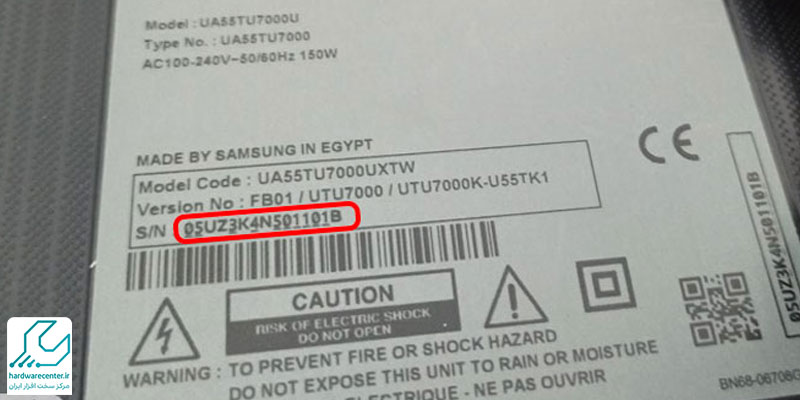 Model : UA55TU7000U
Type No. : UA55TU7000
AC100-240V~50/60Hz 150W
MADE BY SAMSUNG IN EGYPT
Model Code : UA55TU7000UXTW
Version No : FB01 / UTU7000 / UTU7000K-U55TK1
S/N : 05UZ3K4N501101B
CE
05UZ3K4N501101B
CAUTION
RISK OF ELECTRIC SHOCK
DO NOT OPEN
WARNING : TO PREVENT FIRE OR SHOCK HAZARD
DO NOT EXPOSE THIS UNIT TO RAIN OR MOISTURE
ELECTRIQUE - NE PAS OUVRIR
BN68-06708G
hardwarecenter.ir
مرکز سخت افزار ایران